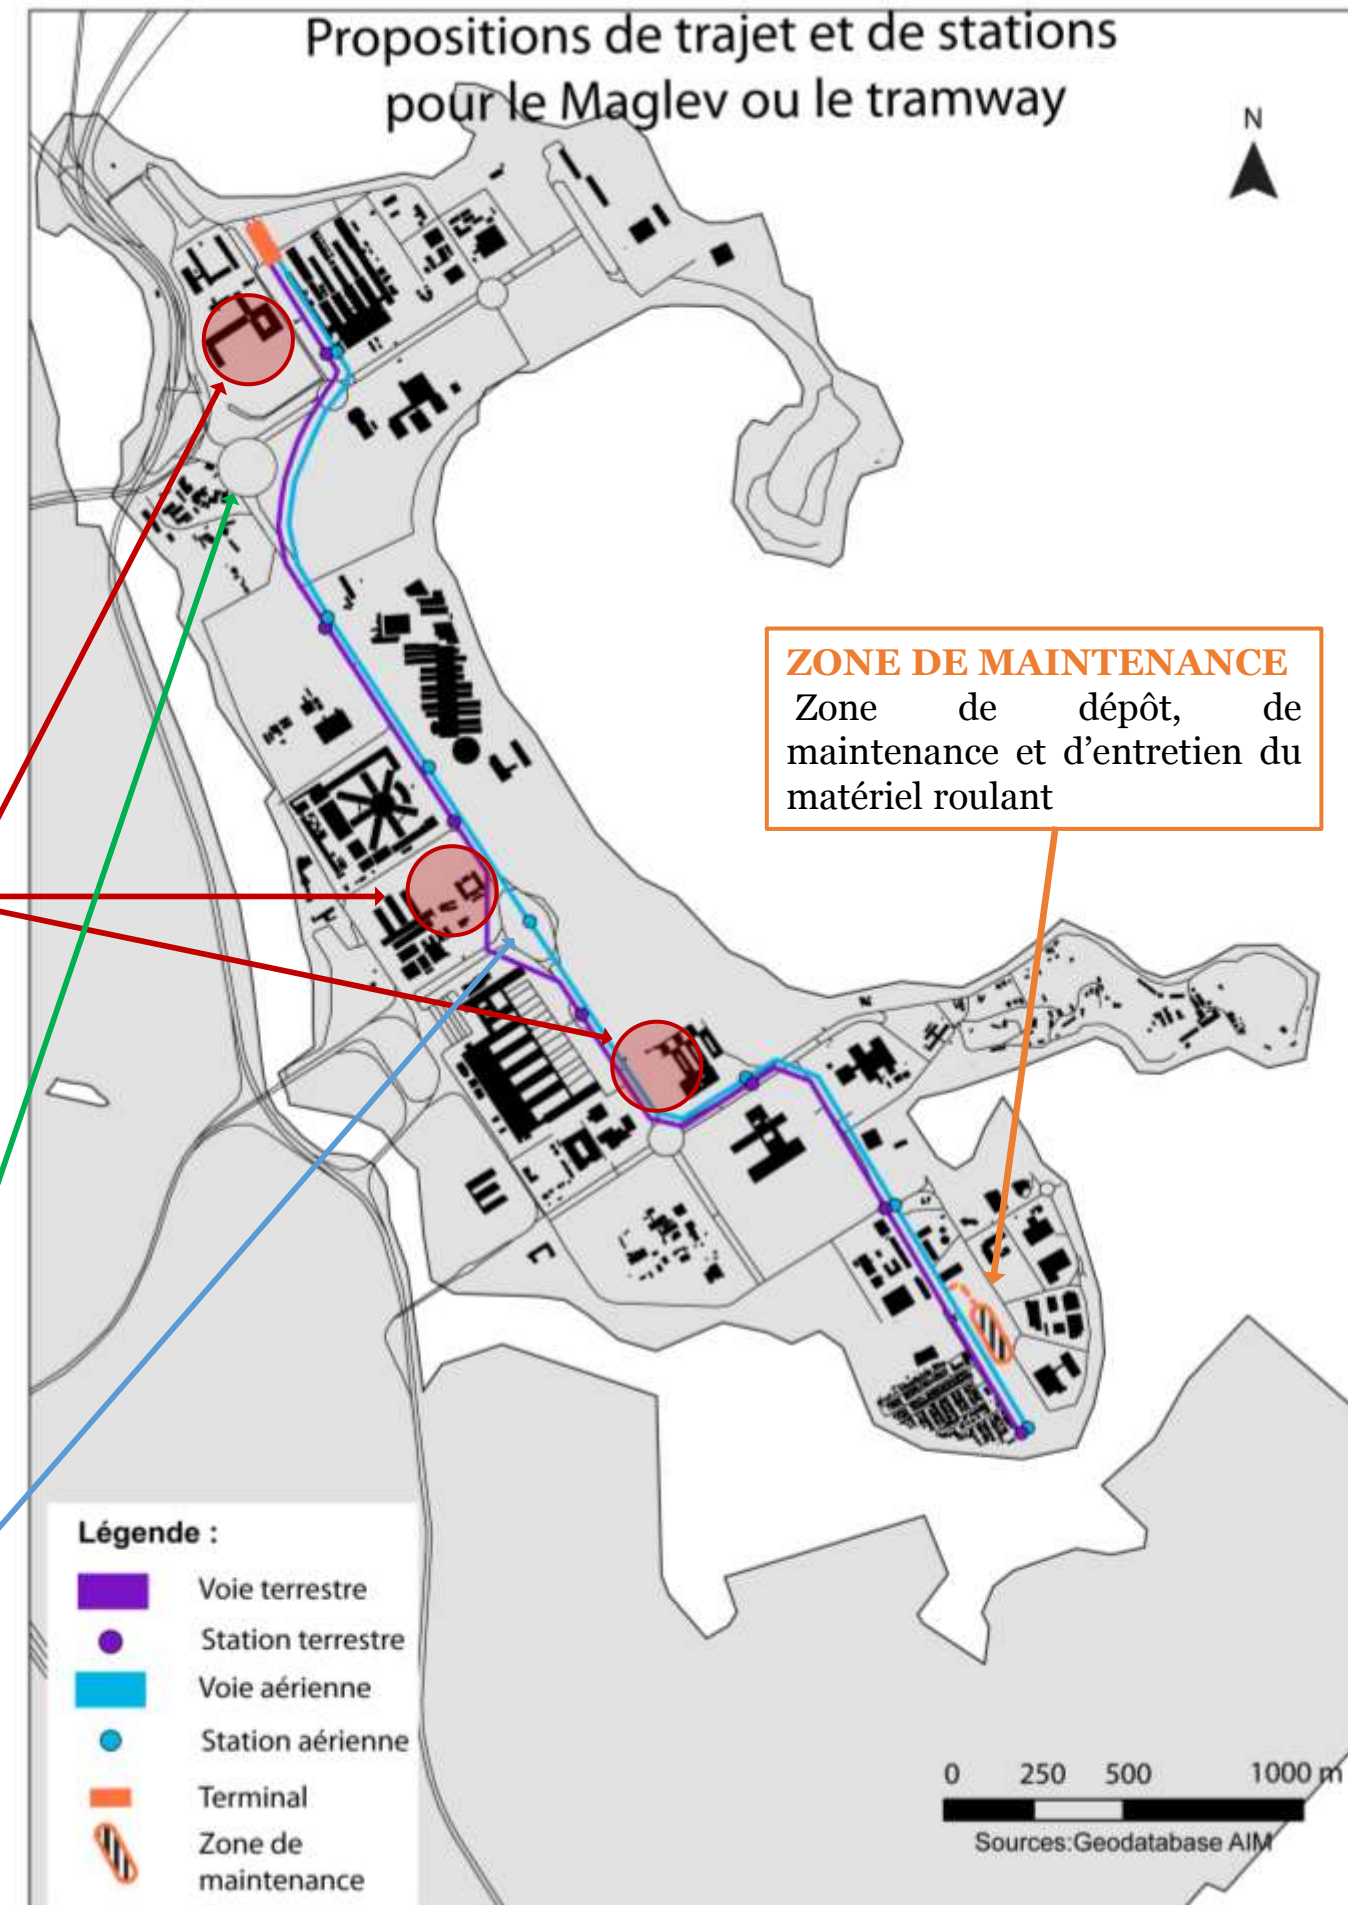 Propositions de trajet et de stations
pour le Maglev ou le tramway
N
ZONE DE MAINTENANCE
Zone de dépôt, de
maintenance et d’entretien du
matériel roulant
Légende :
Voie terrestre
Station terrestre
Voie aérienne
Station aérienne
Terminal
Zone de
maintenance
0 250 500 1000 m
Sources:Geodatabase AIM